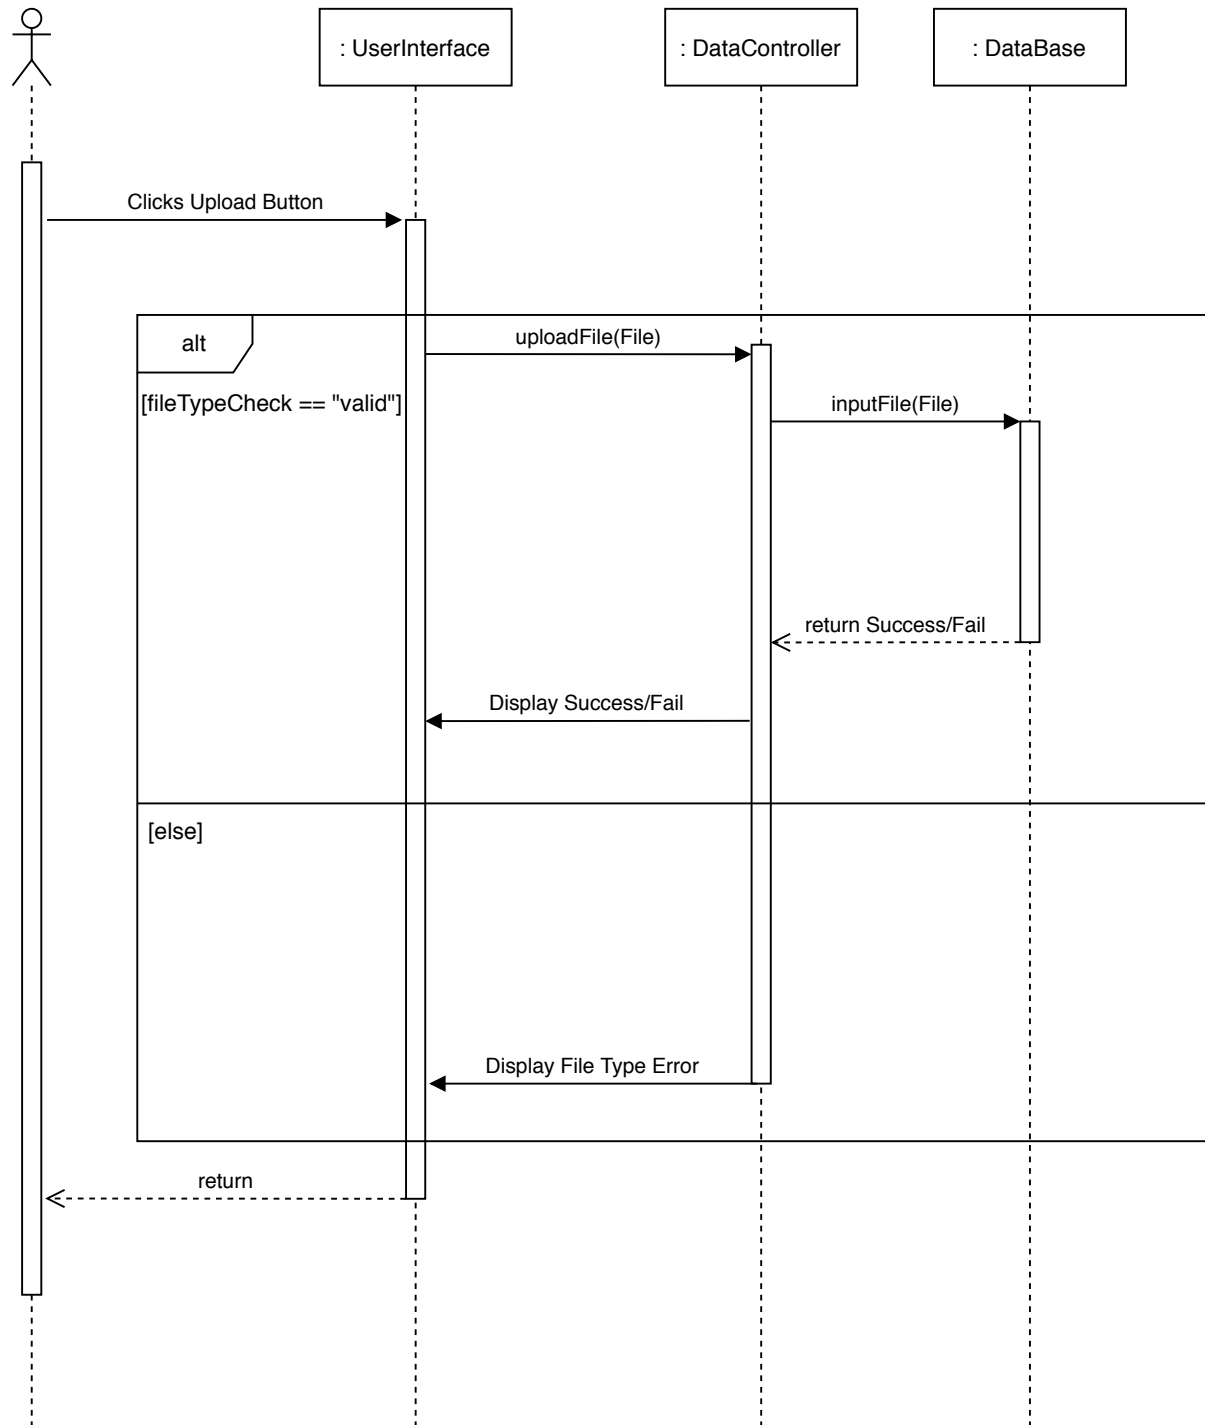 : UserInterface
: DataController
: DataBase
Clicks Upload Button
alt
uploadFile(File)
[fileTypeCheck == "valid"]
inputFile(File)
return Success/Fail
Display Success/Fail
[else]
Display File Type Error
return